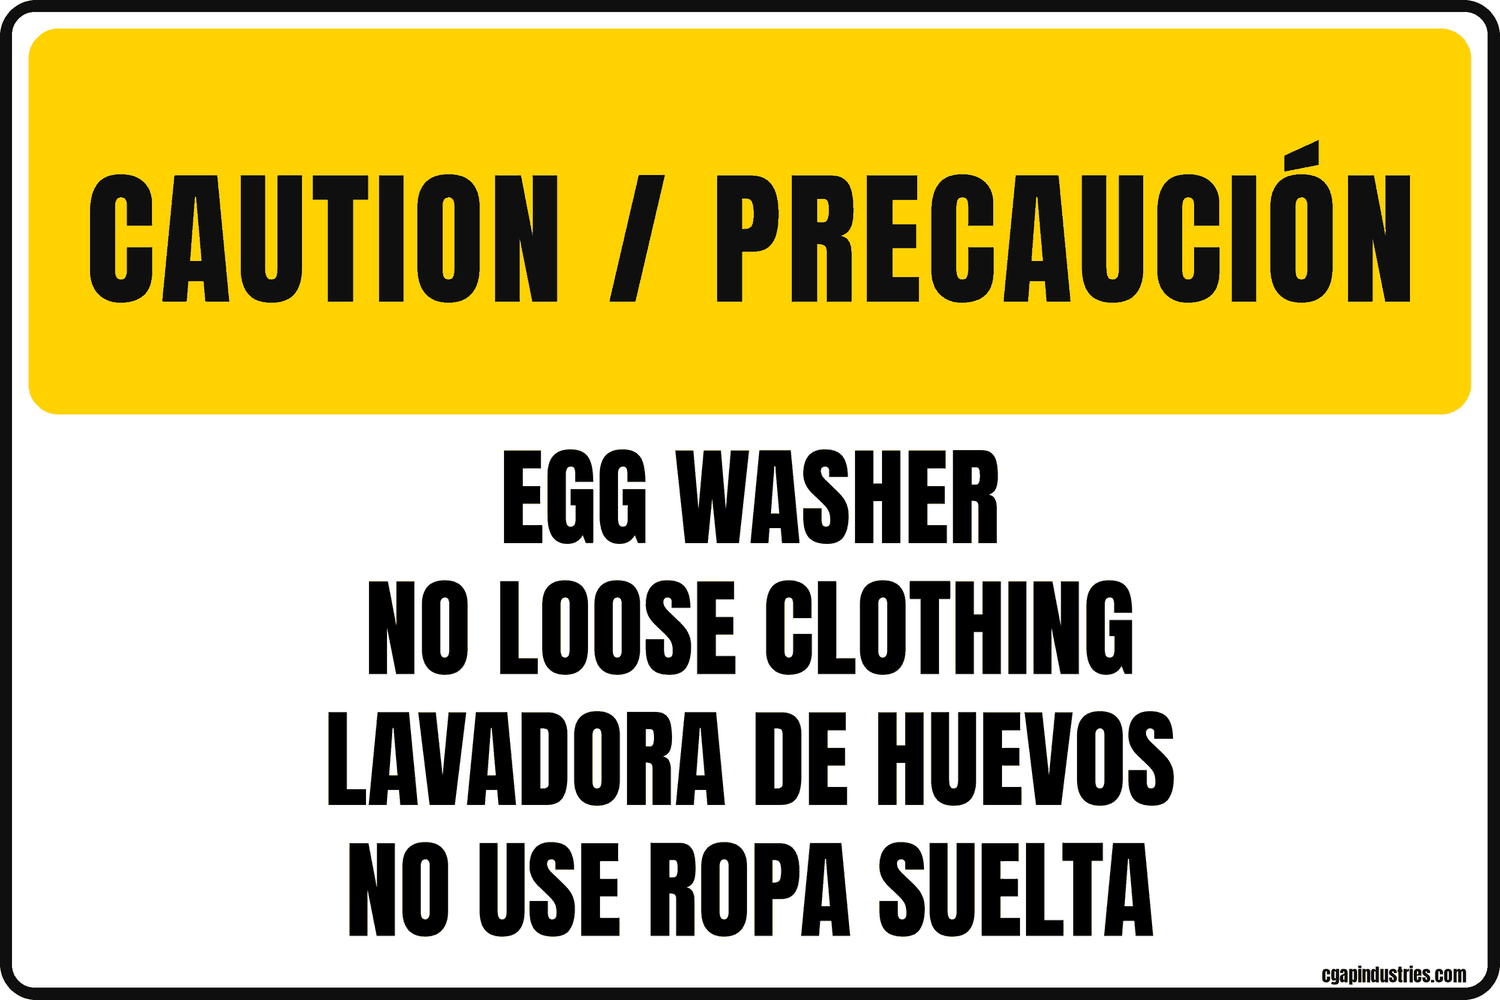 CAUTION / PRECAUCIÓN
EGG WASHER
NO LOOSE CLOTHING
LAVADORA DE HUEVOS
NO USE ROPA SUELTA
cgapindustries.com